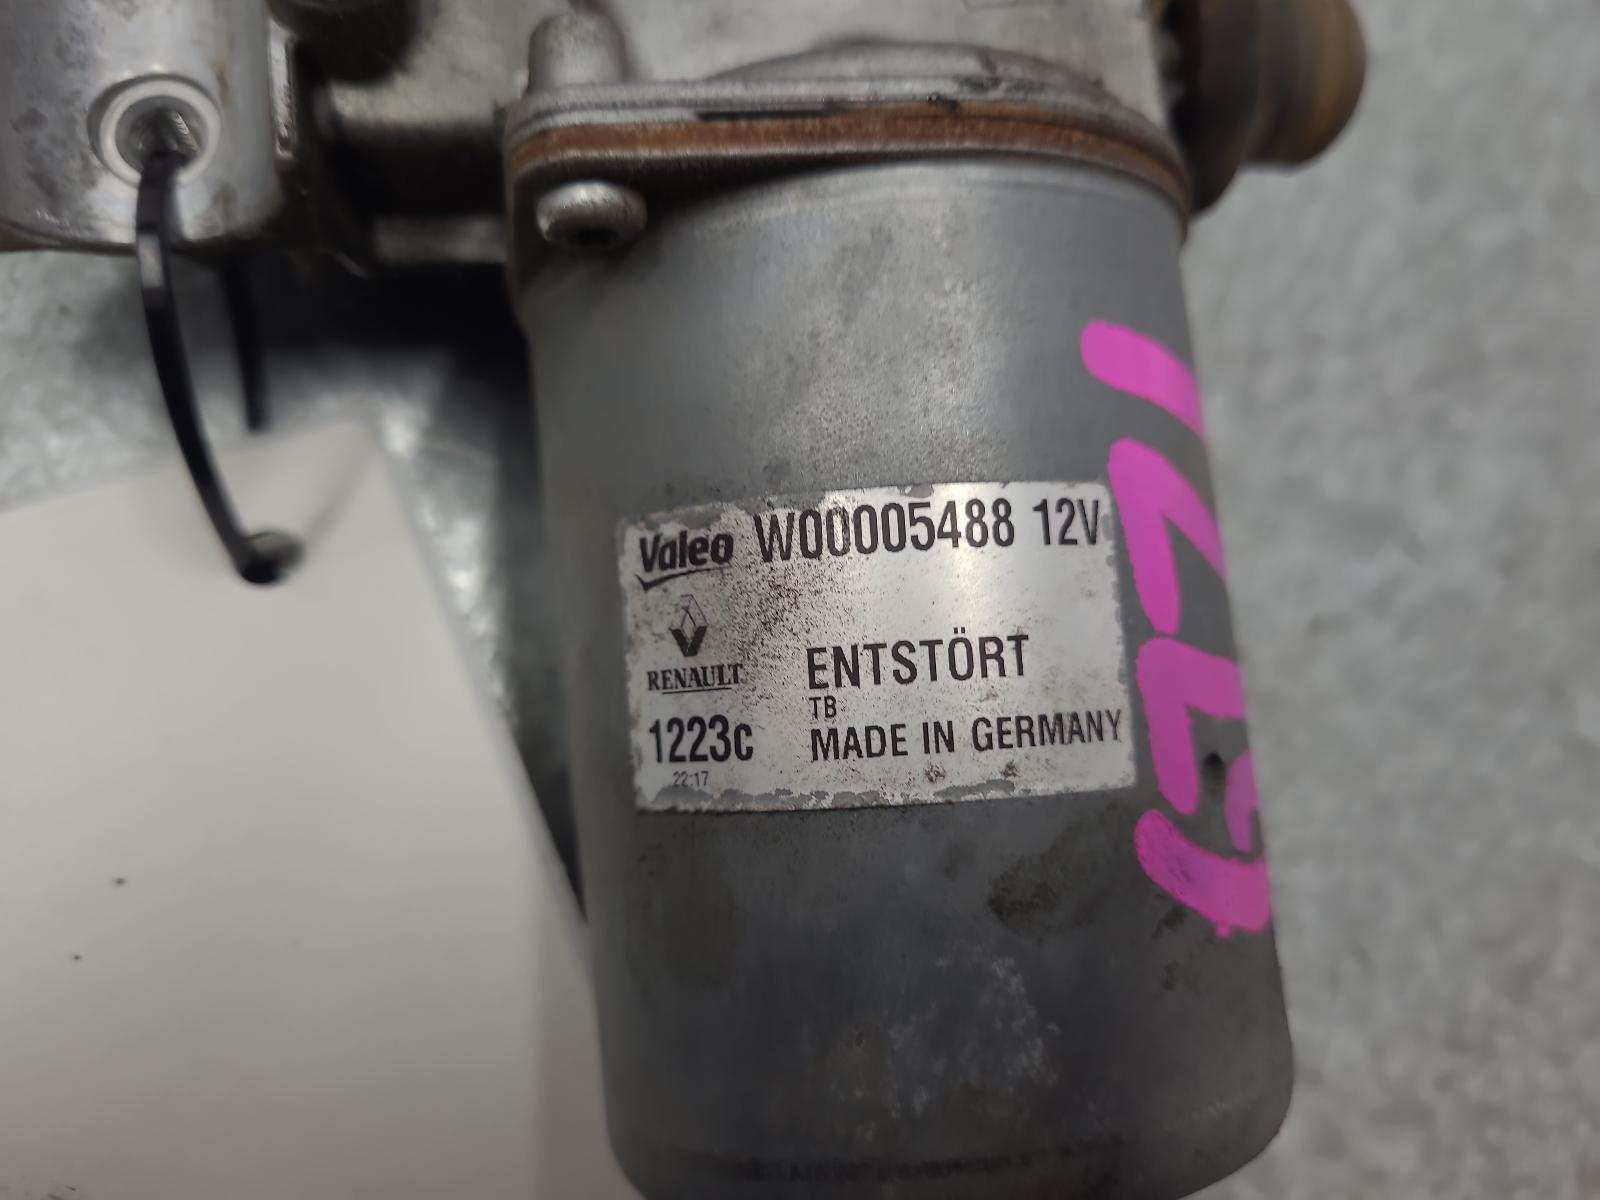 Valeo W00005488 12V
RENAULT
ENTSTÖRT
TB
1223c
MADE IN GERMANY
22:17